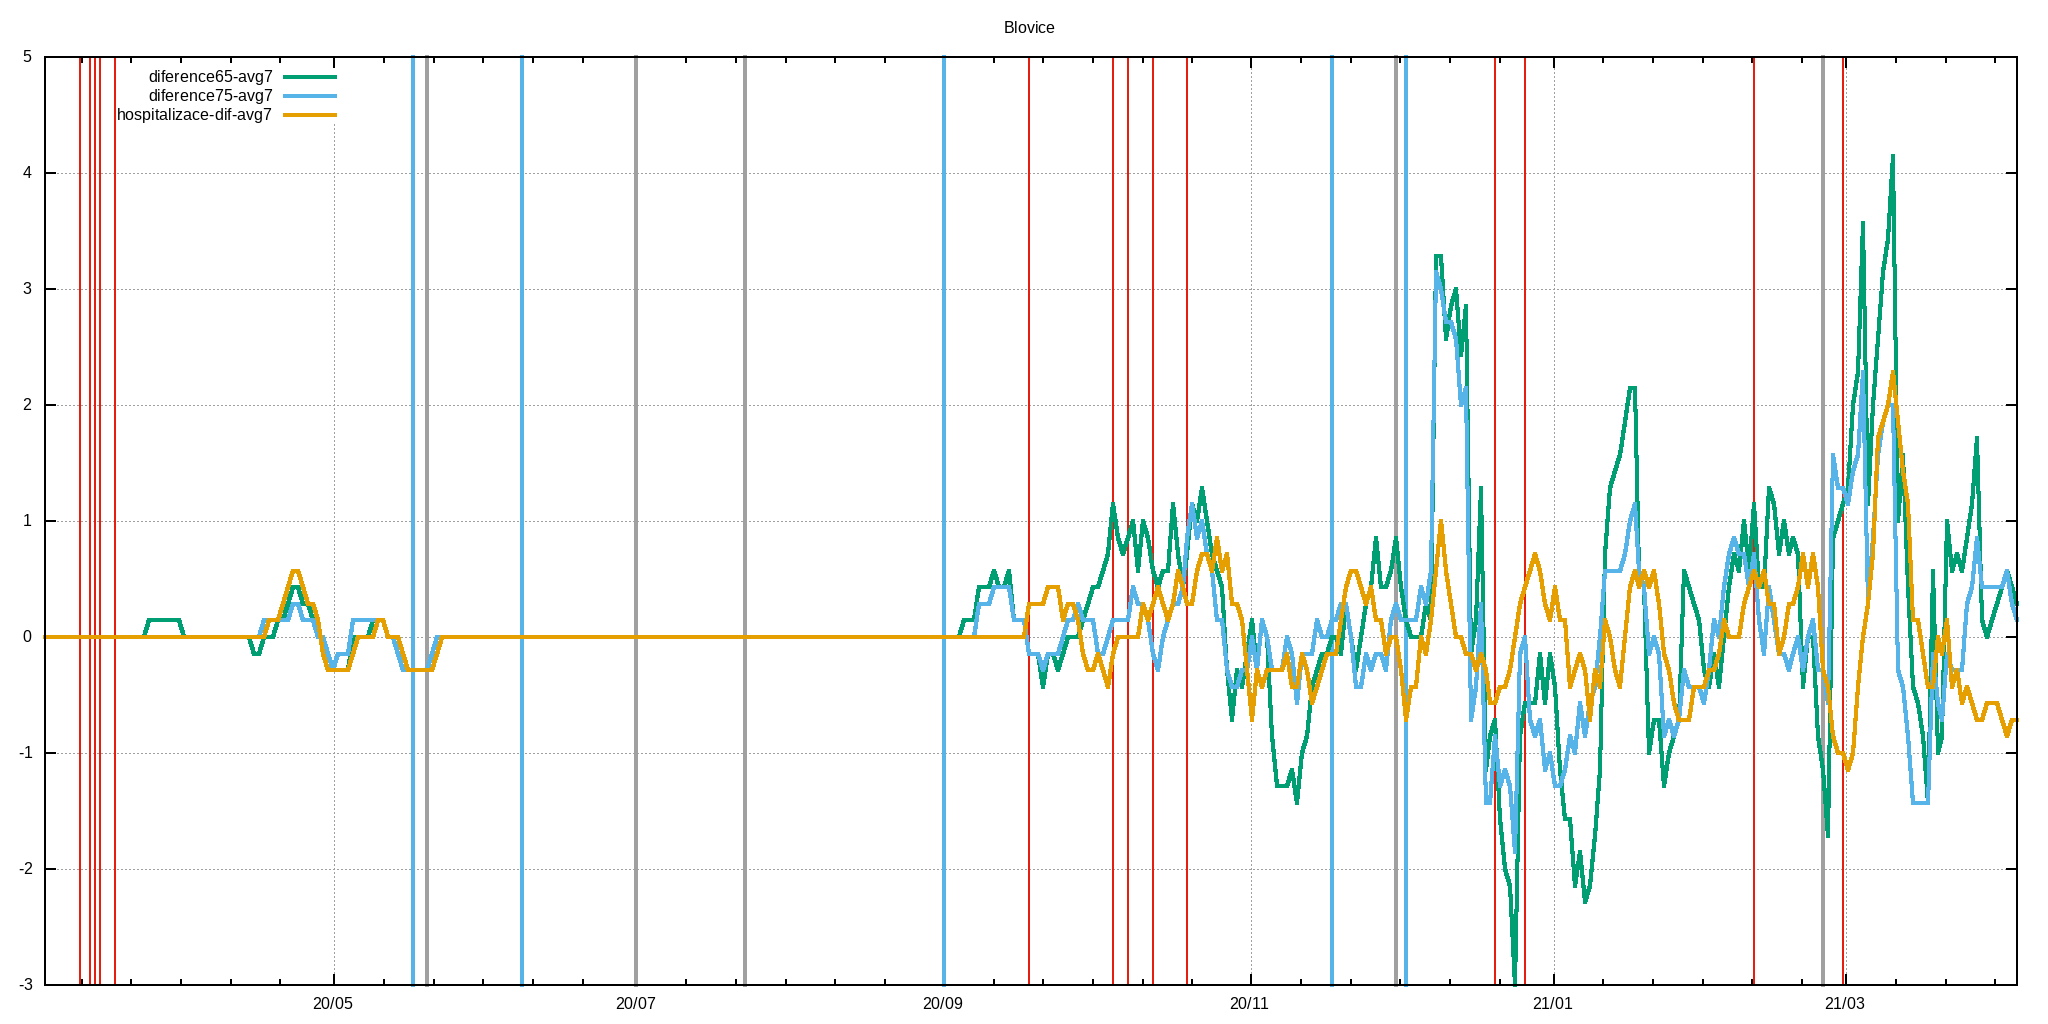 Blovice
5
diference65-avg7
diference75-avg7
hospitalizace-dif-avg7
4
3
2
1
0
-1
-2
-3
20/05 20/07 20/09 20/11 21/01 21/03